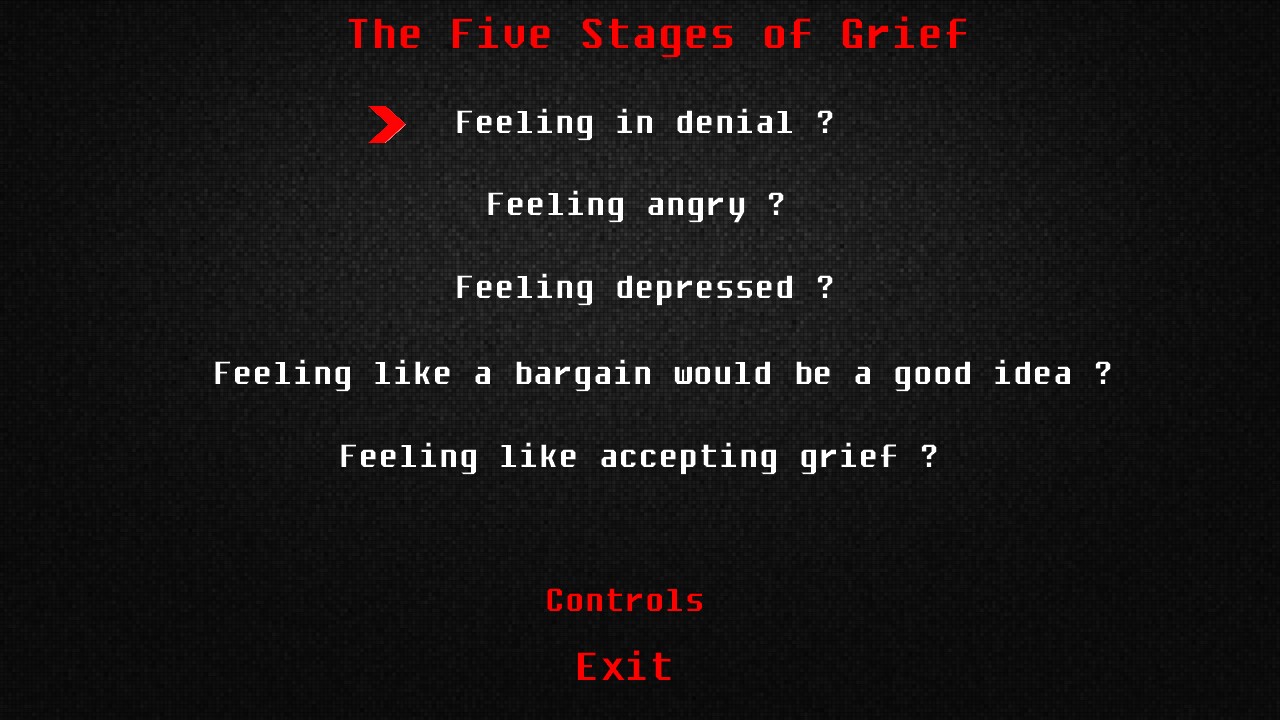 The Five Stages of Grief
Feeling in denial ?
Feeling angry ?
Feeling depressed ?
Feeling like a bargain would be a good idea ?
Feeling like accepting grief ?
Controls
Exit